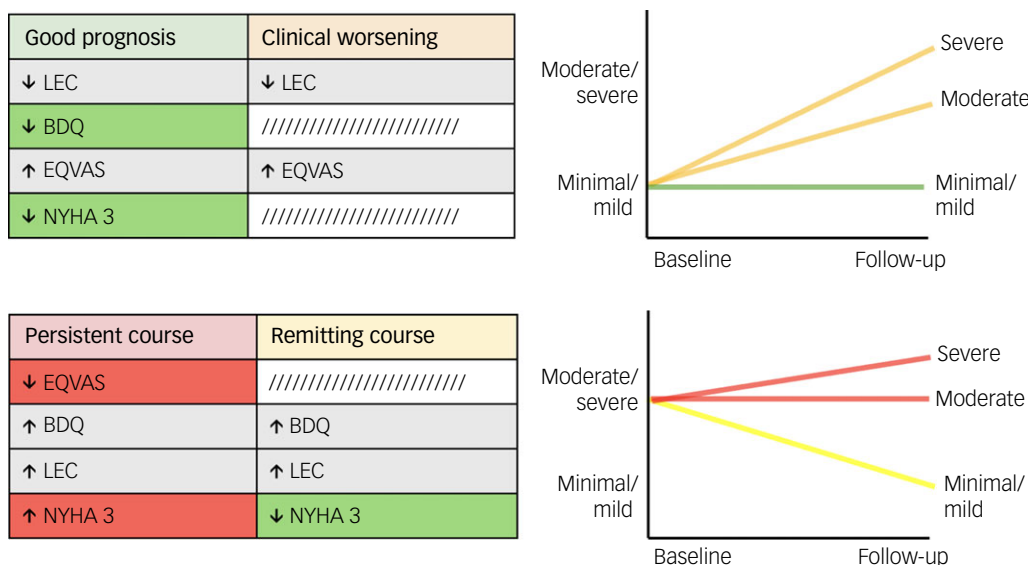 Good prognosis Clinical worsening
↓ LEC ↓ LEC
↓ BDQ /////////////////////////
↑ EQVAS ↑ EQVAS
↓ NYHA 3 /////////////////////////
Moderate/
severe
Minimal/
mild
Severe
Moderate
Minimal/
mild
Baseline Follow-up
Persistent course Remitting course
↓ EQVAS /////////////////////////
↑ BDQ ↑ BDQ
↑ LEC ↑ LEC
↑ NYHA 3 ↓ NYHA 3
Moderate/
severe
Minimal/
mild
Severe
Moderate
Minimal/
mild
Baseline Follow-up